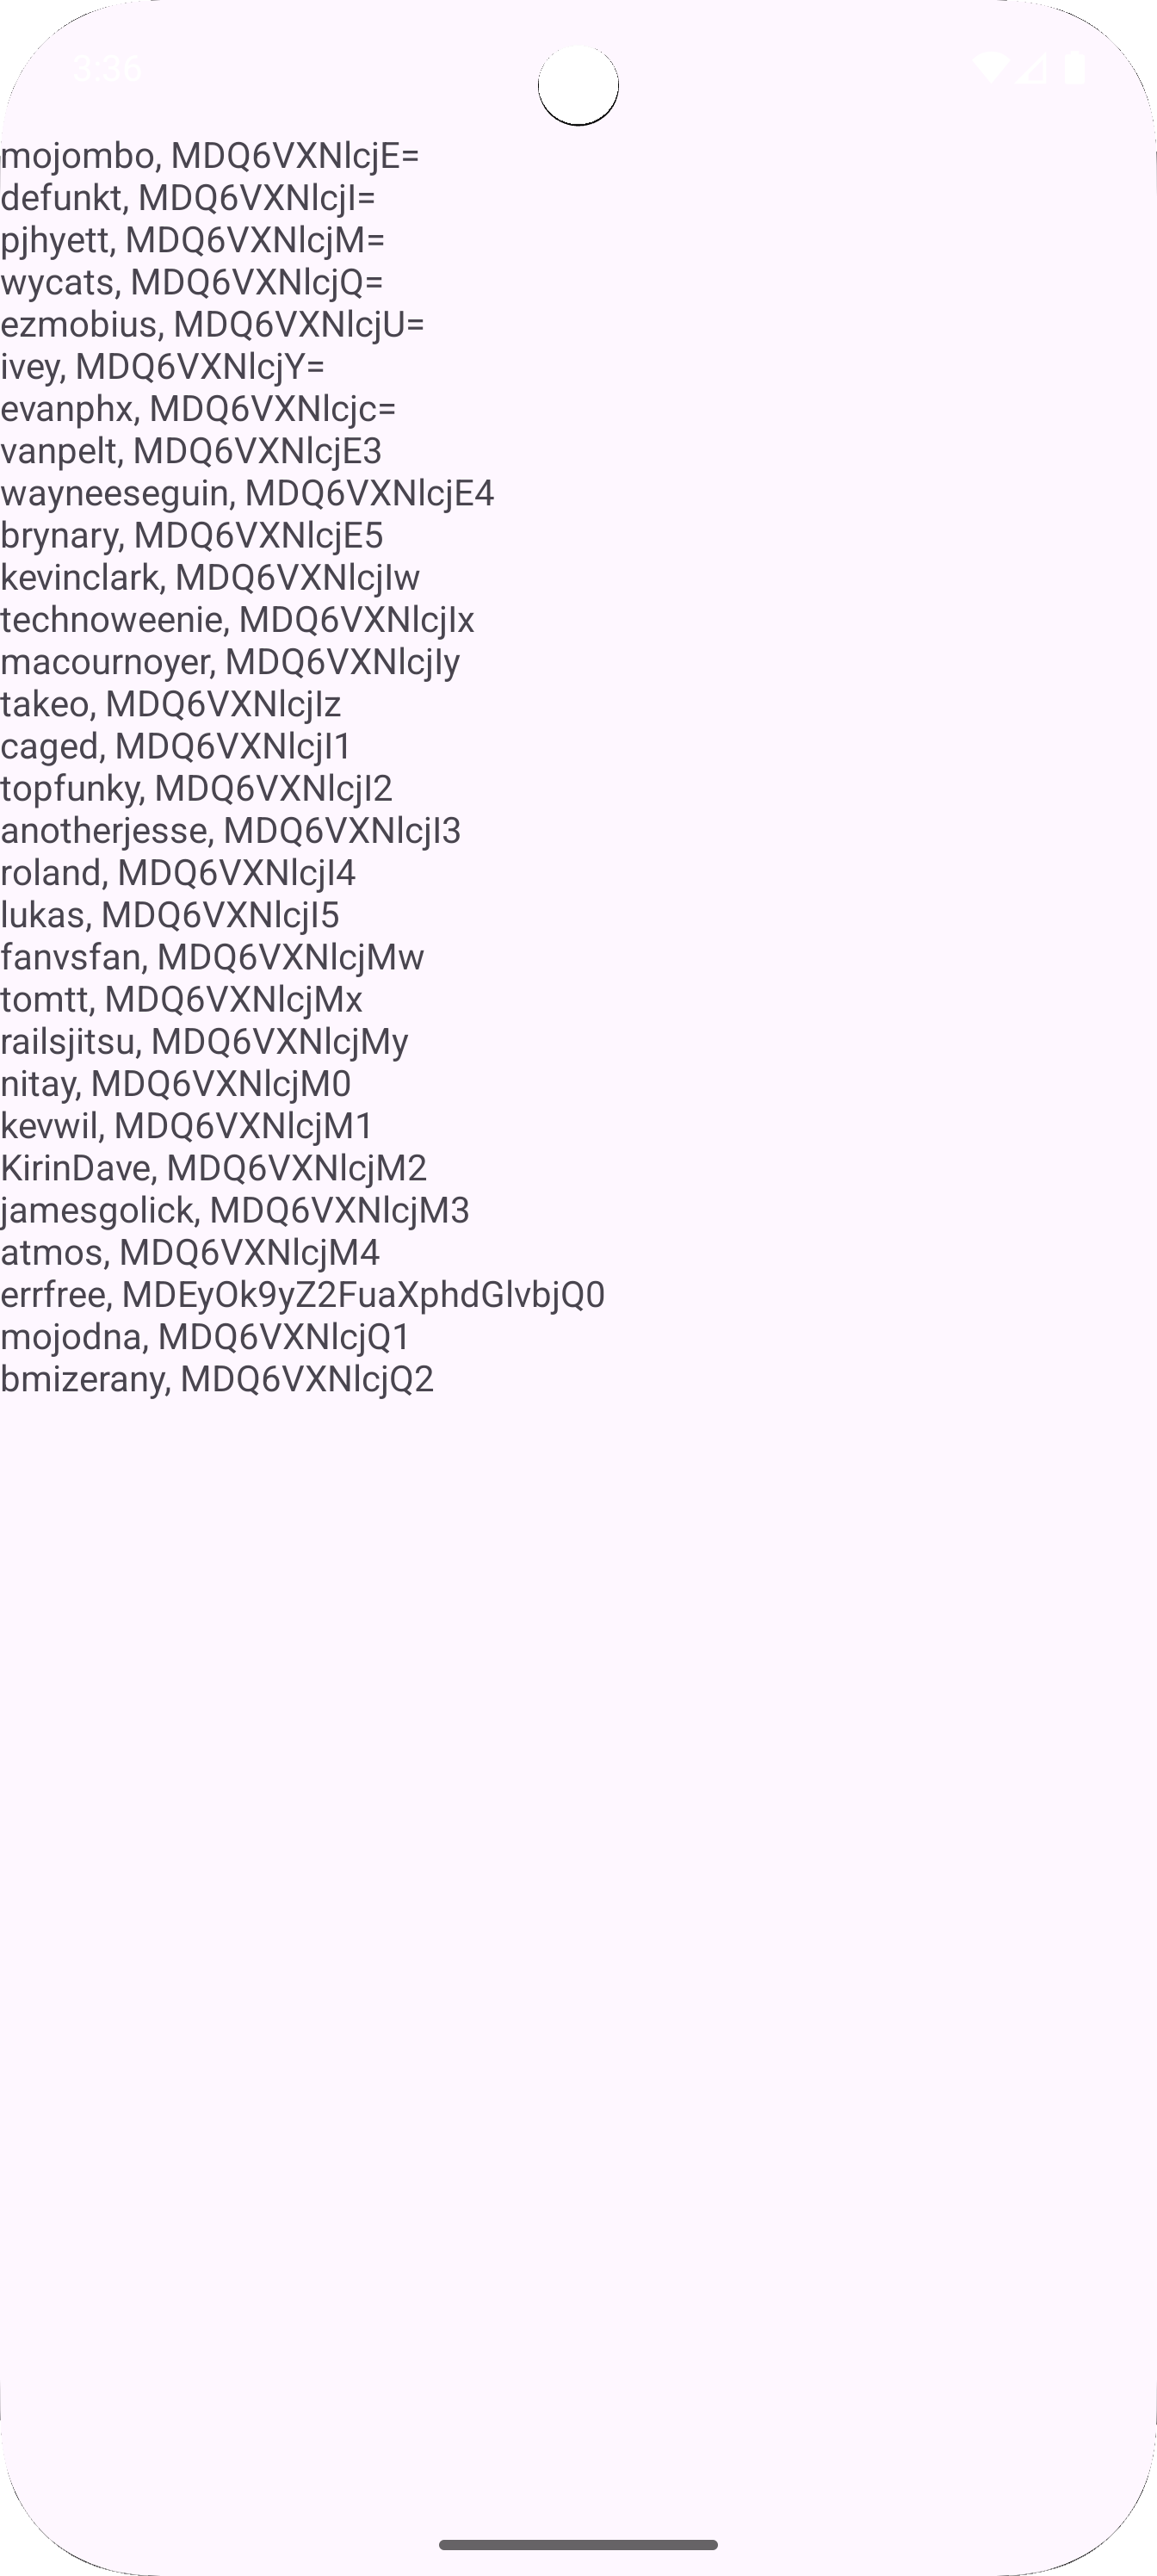 3:36
mojombo, MDQ6VXNlcjE=
defunkt, MDQ6VXNlcjI=
pjhyett, MDQ6VXNlcjM=
wycats, MDQ6VXNlcjQ=
ezmobius, MDQ6VXNlcjU=
ivey, MDQ6VXNlcjY=
evanphx, MDQ6VXNlcjc=
vanpelt, MDQ6VXNlcjE3
wayneeseguin, MDQ6VXNlcjE4
brynary, MDQ6VXNlcjE5
kevinclark, MDQ6VXNlcjIw
technoweenie, MDQ6VXNlcjIx
macournoyer, MDQ6VXNlcjIy
takeo, MDQ6VXNlcjIz
caged, MDQ6VXNlcjI1
topfunky, MDQ6VXNlcjI2
anotherjesse, MDQ6VXNlcjI3
roland, MDQ6VXNlcjI4
lukas, MDQ6VXNlcjI5
fanvsfan, MDQ6VXNlcjMw
tomtt, MDQ6VXNlcjMx
railsjitsu, MDQ6VXNlcjMy
nitay, MDQ6VXNlcjM0
kevwil, MDQ6VXNlcjM1
KirinDave, MDQ6VXNlcjM2
jamesgolick, MDQ6VXNlcjM3
atmos, MDQ6VXNlcjM4
errfree, MDEyOk9yZ2FuaXphdGlvbjQ0
mojodna, MDQ6VXNlcjQ1
bmizerany, MDQ6VXNlcjQ2